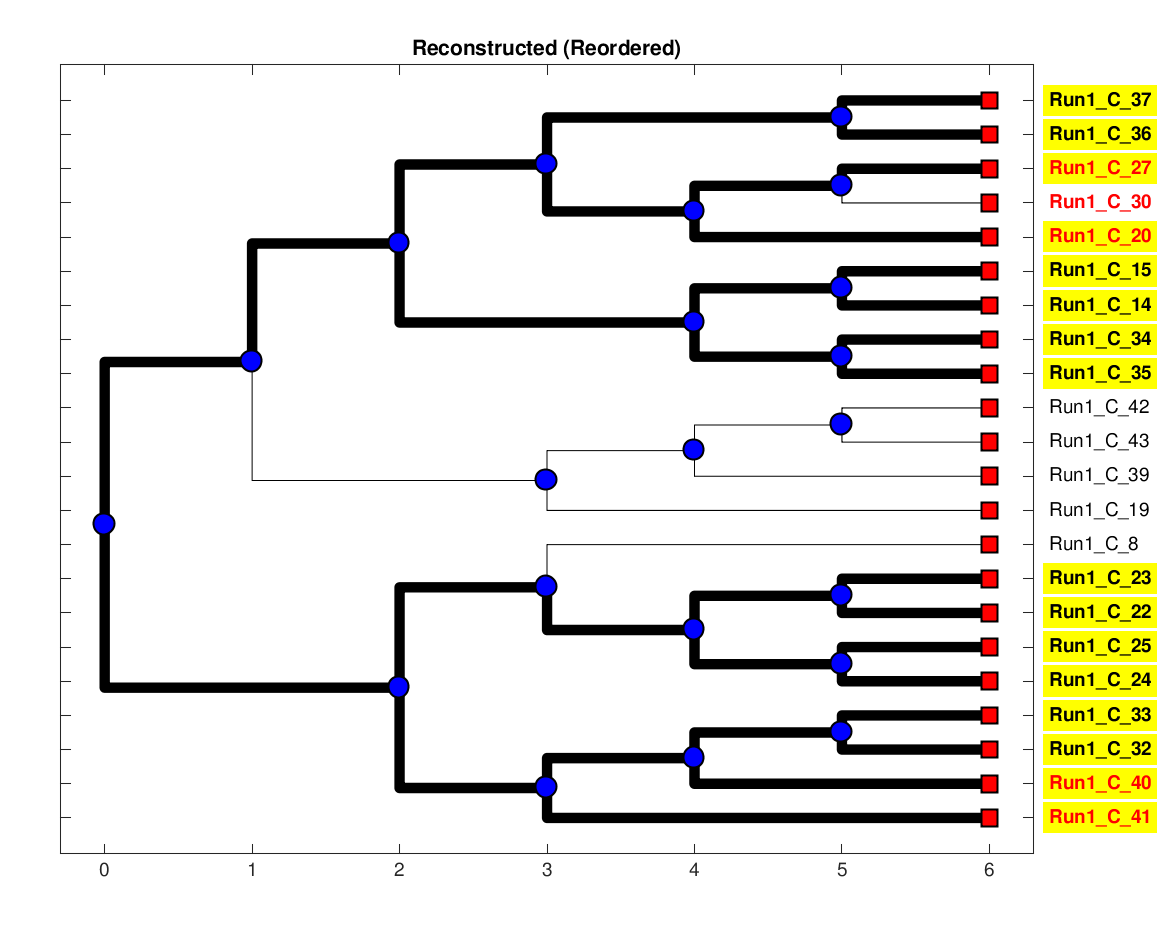 Reconstructed (Reordered)
Run1_C_37
Run1_C_36
Run1_C_27
Run1_C_30
Run1_C_20
Run1_C_15
Run1_C_14
Run1_C_34
Run1_C_35
Run1_C_42
Run1_C_43
Run1_C_39
Run1_C_19
Run1_C_8
Run1_C_23
Run1_C_22
Run1_C_25
Run1_C_24
Run1_C_33
Run1_C_32
Run1_C_40
Run1_C_41
0 1 2 3 4 5 6